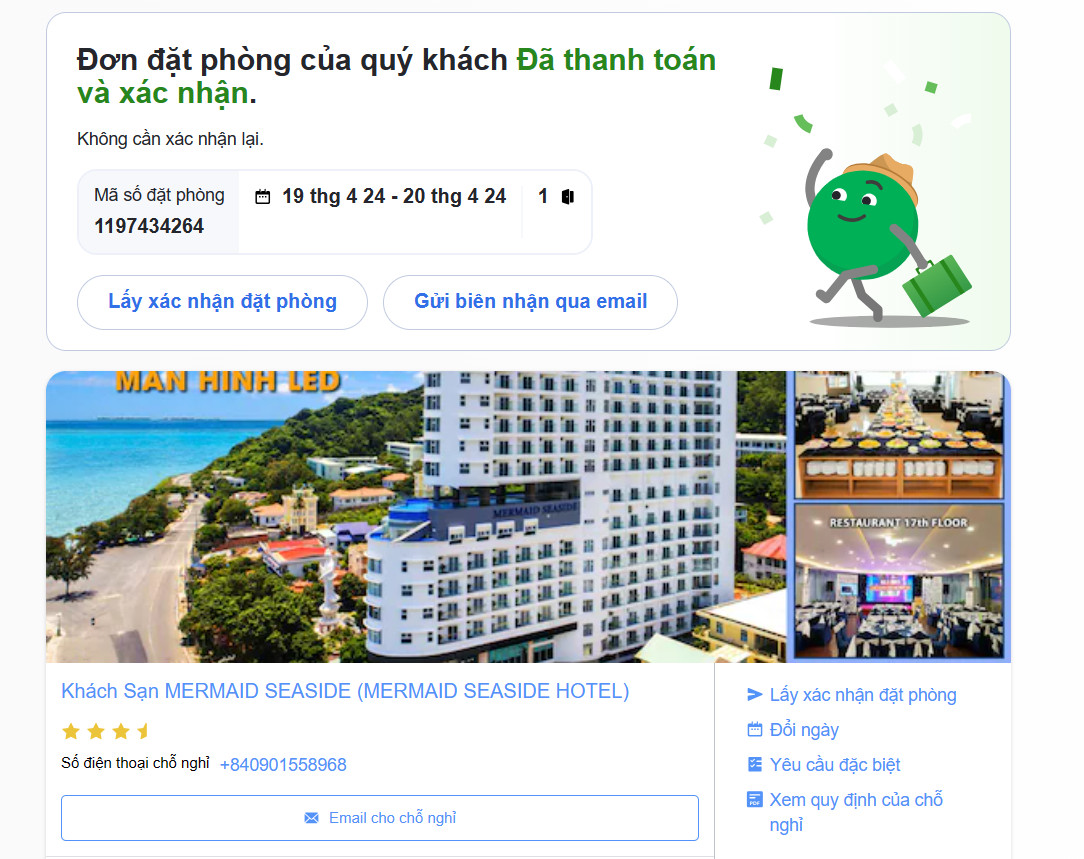 Đơn đặt phòng của quý khách Đã thanh toán
và xác nhận.
Không cần xác nhận lại.
Mã số đặt phòng
1197434264
19 thg 4 24 - 20 thg 4 24
1
Lấy xác nhận đặt phòng
Gửi biên nhận qua email
MÀN HÌNH LED
MERMAID SEASIDE
RESTAURANT 17th FLOOR
Khách Sạn MERMAID SEASIDE (MERMAID SEASIDE HOTEL)
Số điện thoại chỗ nghỉ +840901558968
Email cho chỗ nghỉ
Lấy xác nhận đặt phòng
Đổi ngày
Yêu cầu đặc biệt
PDF
Xem quy định của chỗ
nghỉ